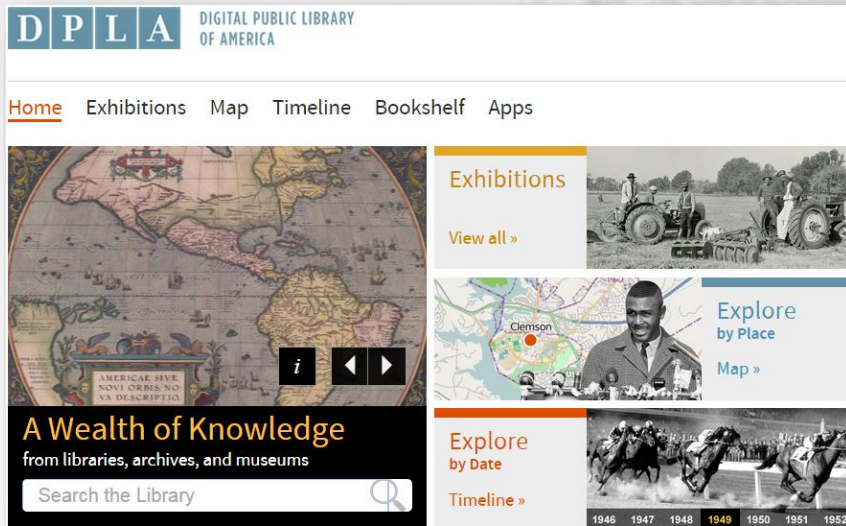 DPLA
DIGITAL PUBLIC LIBRARY
OF AMERICA
Home Exhibitions Map Timeline Bookshelf Apps
AMERICAE SIVE
NOVI ORBIS, NO-
VA DESCRIPTIO.
i
A Wealth of Knowledge
from libraries, archives, and museums
Search the Library
Exhibitions
View all »
Clemson
Explore
by Place
Map »
Explore
by Date
Timeline »
1946 1947 1948 1949 1950 1951 1952